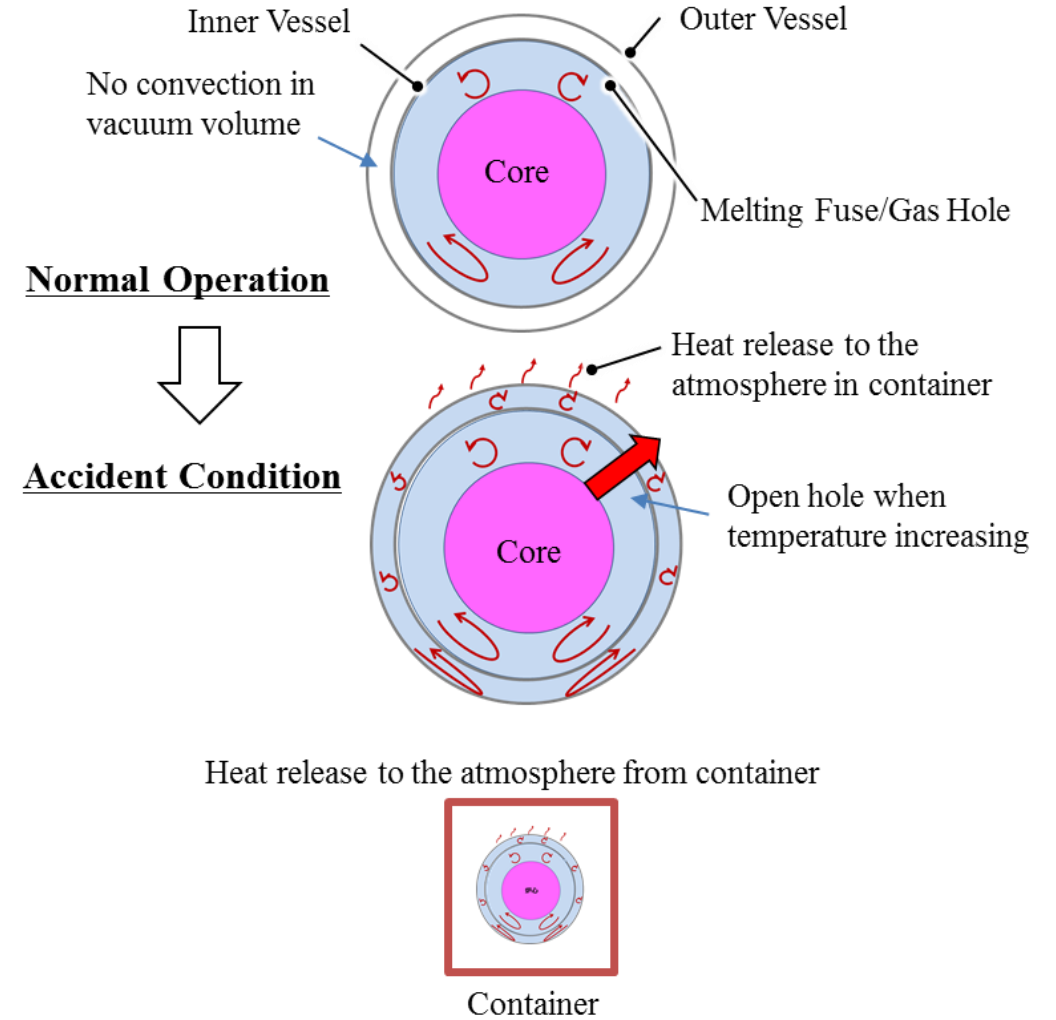 Inner Vessel
Outer Vessel
No convection in
vacuum volume
Core
Melting Fuse/Gas Hole
Normal Operation
Heat release to the
atmosphere in container
Accident Condition
Open hole when
temperature increasing
Core
Heat release to the atmosphere from container
Container